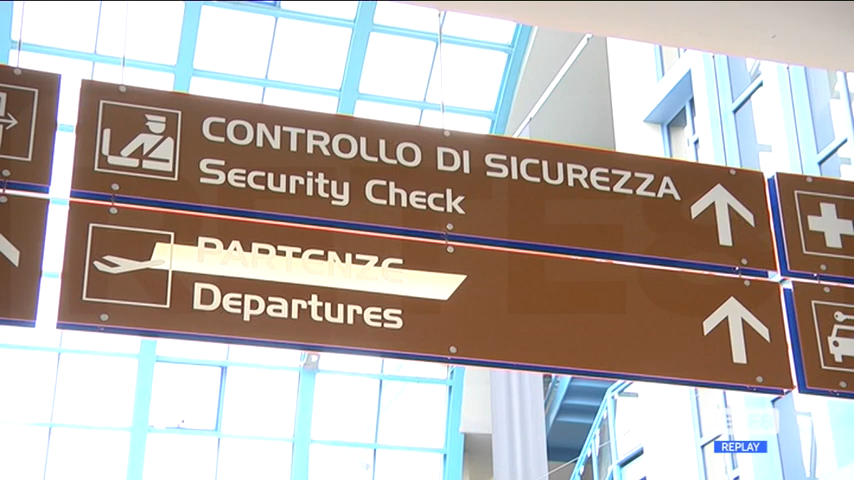 CONTROLLO DI SICUREZZA
Security Check
PARTENZE
Departures
REPLAY